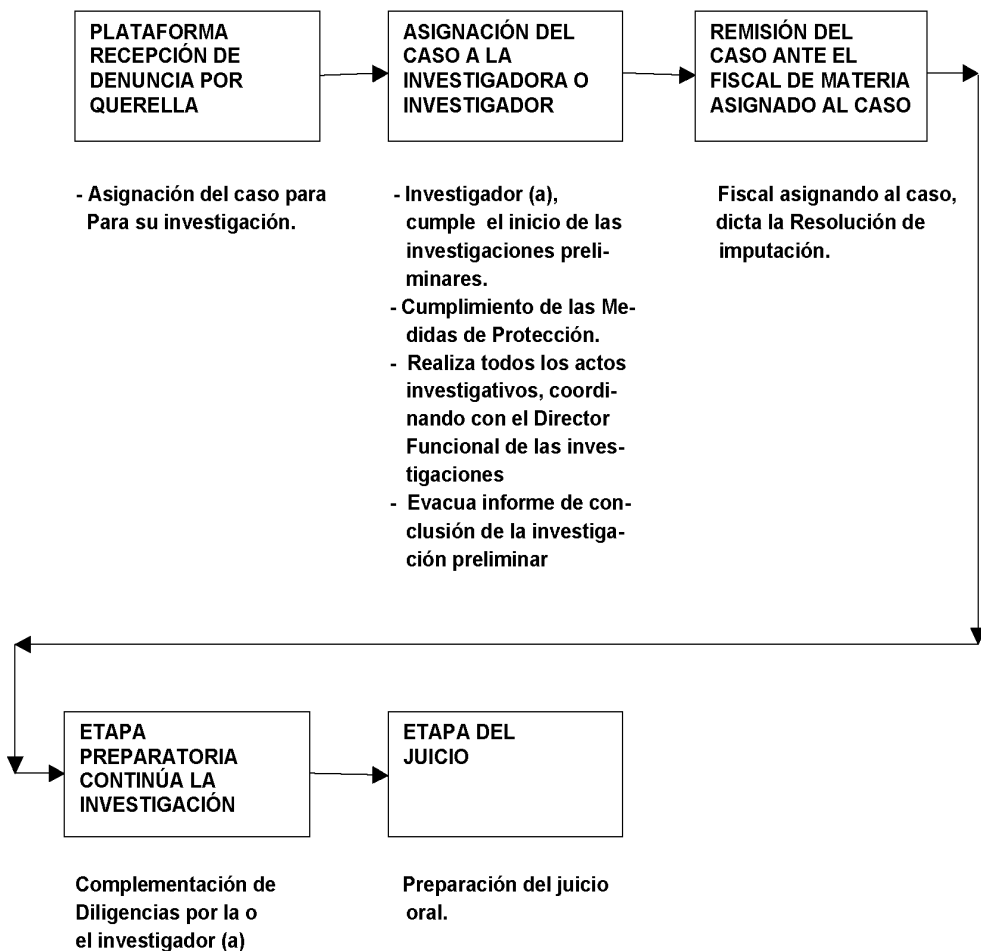 PLATAFORMA
RECEPCIÓN DE
DENUNCIA POR
QUERELLA
ASIGNACIÓN DEL
CASO A LA
INVESTIGADORA O
INVESTIGADOR
REMISIÓN DEL
CASO ANTE EL
FISCAL DE MATERIA
ASIGNADO AL CASO
- Asignación del caso para
Para su investigación.
- Investigador (a),
cumple el inicio de las
investigaciones preli-
minares.
- Cumplimiento de las Me-
didas de Protección.
- Realiza todos los actos
investigativos, coordi-
nando con el Director
Funcional de las inves-
tigaciones
- Evacua informe de con-
clusión de la investiga-
ción preliminar
Fiscal asignando al caso,
dicta la Resolución de
imputación.
ETAPA
PREPARATORIA
CONTINÚA LA
INVESTIGACIÓN
ETAPA DEL
JUICIO
Complementación de
Diligencias por la o
el investigador (a)
Preparación del juicio
oral.